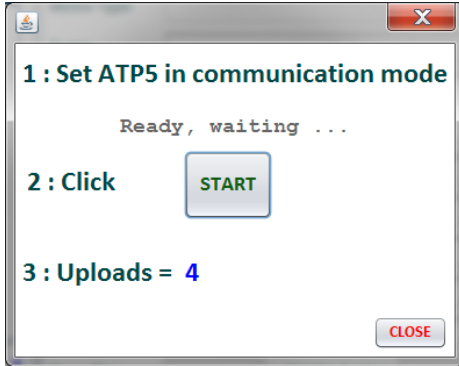 1 : Set ATP5 in communication mode
Ready, waiting ...
2 : Click START
3 : Uploads = 4
CLOSE